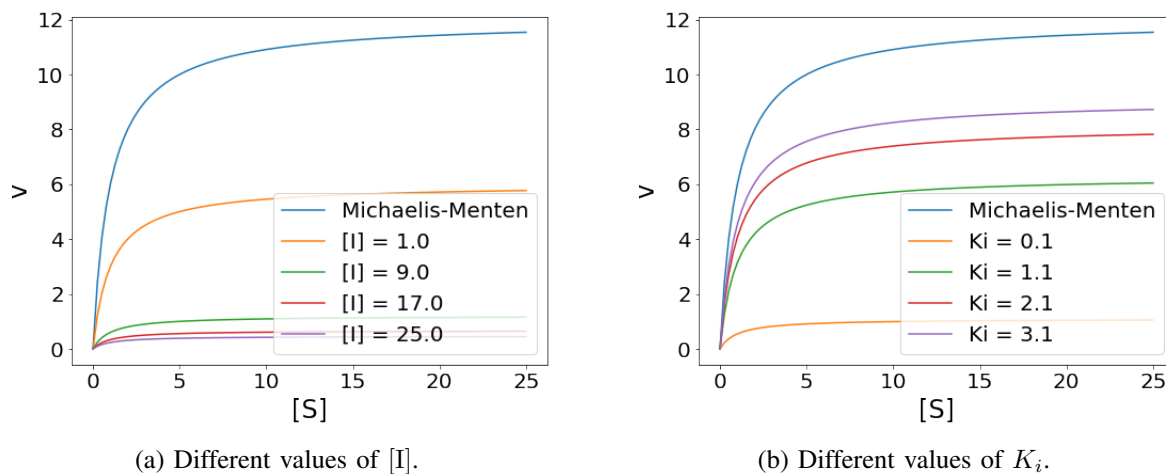 12
10
8
6
4
2
0
v
0 5 10 15 20 25
[S]
Michaelis-Menten
[I] = 1.0
[I] = 9.0
[I] = 17.0
[I] = 25.0
(a) Different values of [I].
12
10
8
6
4
2
0
v
0 5 10 15 20 25
[S]
Michaelis-Menten
Ki = 0.1
Ki = 1.1
Ki = 2.1
Ki = 3.1
(b) Different values of K_i.